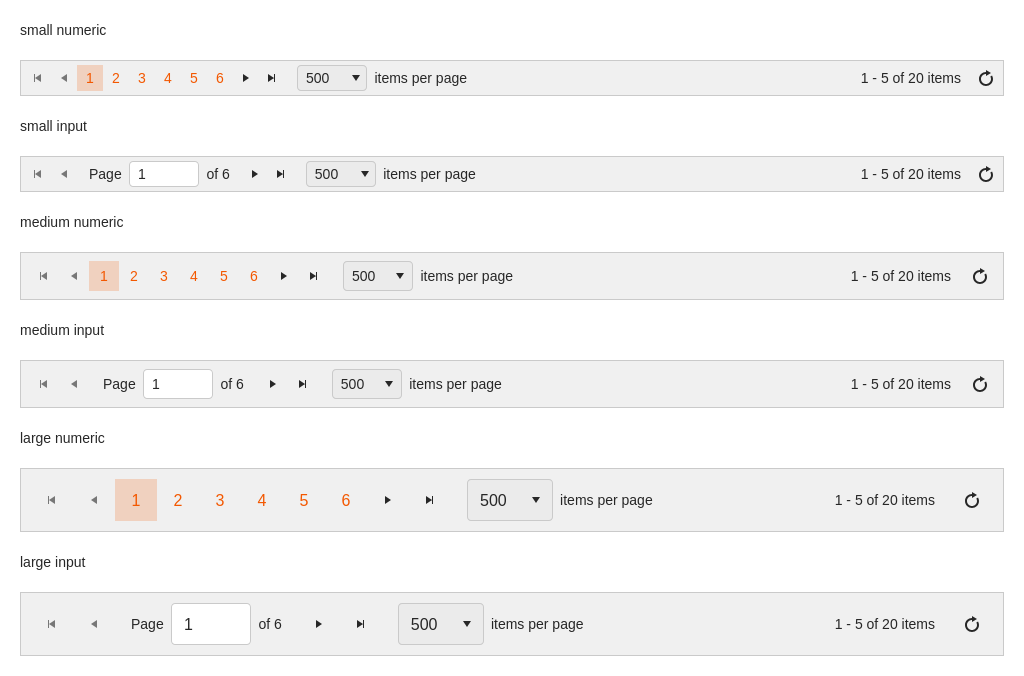 small numeric
1 2 3 4 5 6 500 items per page 1 - 5 of 20 items
small input
Page 1 of 6 500 items per page 1 - 5 of 20 items
medium numeric
1 2 3 4 5 6 500 items per page 1 - 5 of 20 items
medium input
Page 1 of 6 500 items per page 1 - 5 of 20 items
large numeric
1 2 3 4 5 6 500 items per page 1 - 5 of 20 items
large input
Page 1 of 6 500 items per page 1 - 5 of 20 items